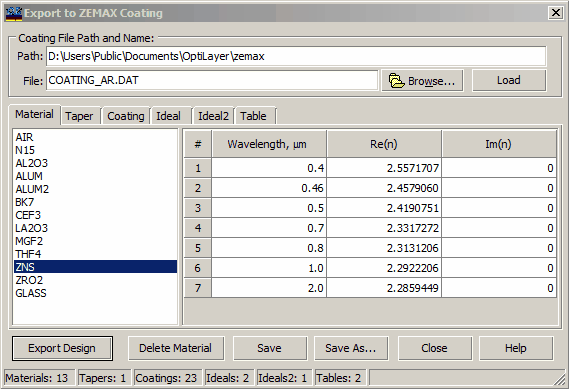 Export to ZEMAX Coating
Coating File Path and Name:
Path: D:\Users\Public\Documents\OptiLayer\zemax
File: COATING_AR.DAT Browse... Load
Material Taper Coating Ideal Ideal2 Table
AIR
N15
AL2O3
ALUM
ALUM2
BK7
CEF3
LA2O3
MGF2
THF4
ZNS
ZRO2
GLASS
# Wavelength, µm Re(n) Im(n)
1 0.4 2.5571707 0
2 0.46 2.4579060 0
3 0.5 2.4190751 0
4 0.7 2.3317272 0
5 0.8 2.3131206 0
6 1.0 2.2922206 0
7 2.0 2.2859449 0
Export Design Delete Material Save Save As... Close Help
Materials: 13 Tapers: 1 Coatings: 23 Ideals: 2 Ideals2: 1 Tables: 2